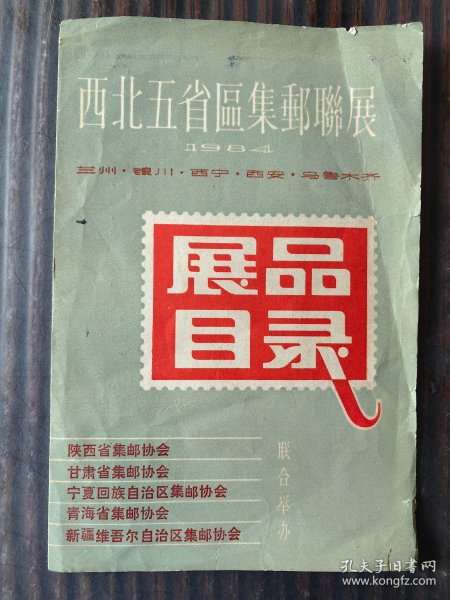 西北五省區集郵聯展
1984
兰州·银川·西宁·西安·乌鲁木齐
展品
目录
陕西省集邮协会
甘肃省集邮协会
宁夏回族自治区集邮协会
青海省集邮协会
新疆维吾尔自治区集邮协会
联合举办
孔夫子旧书网
book.kongfz.com